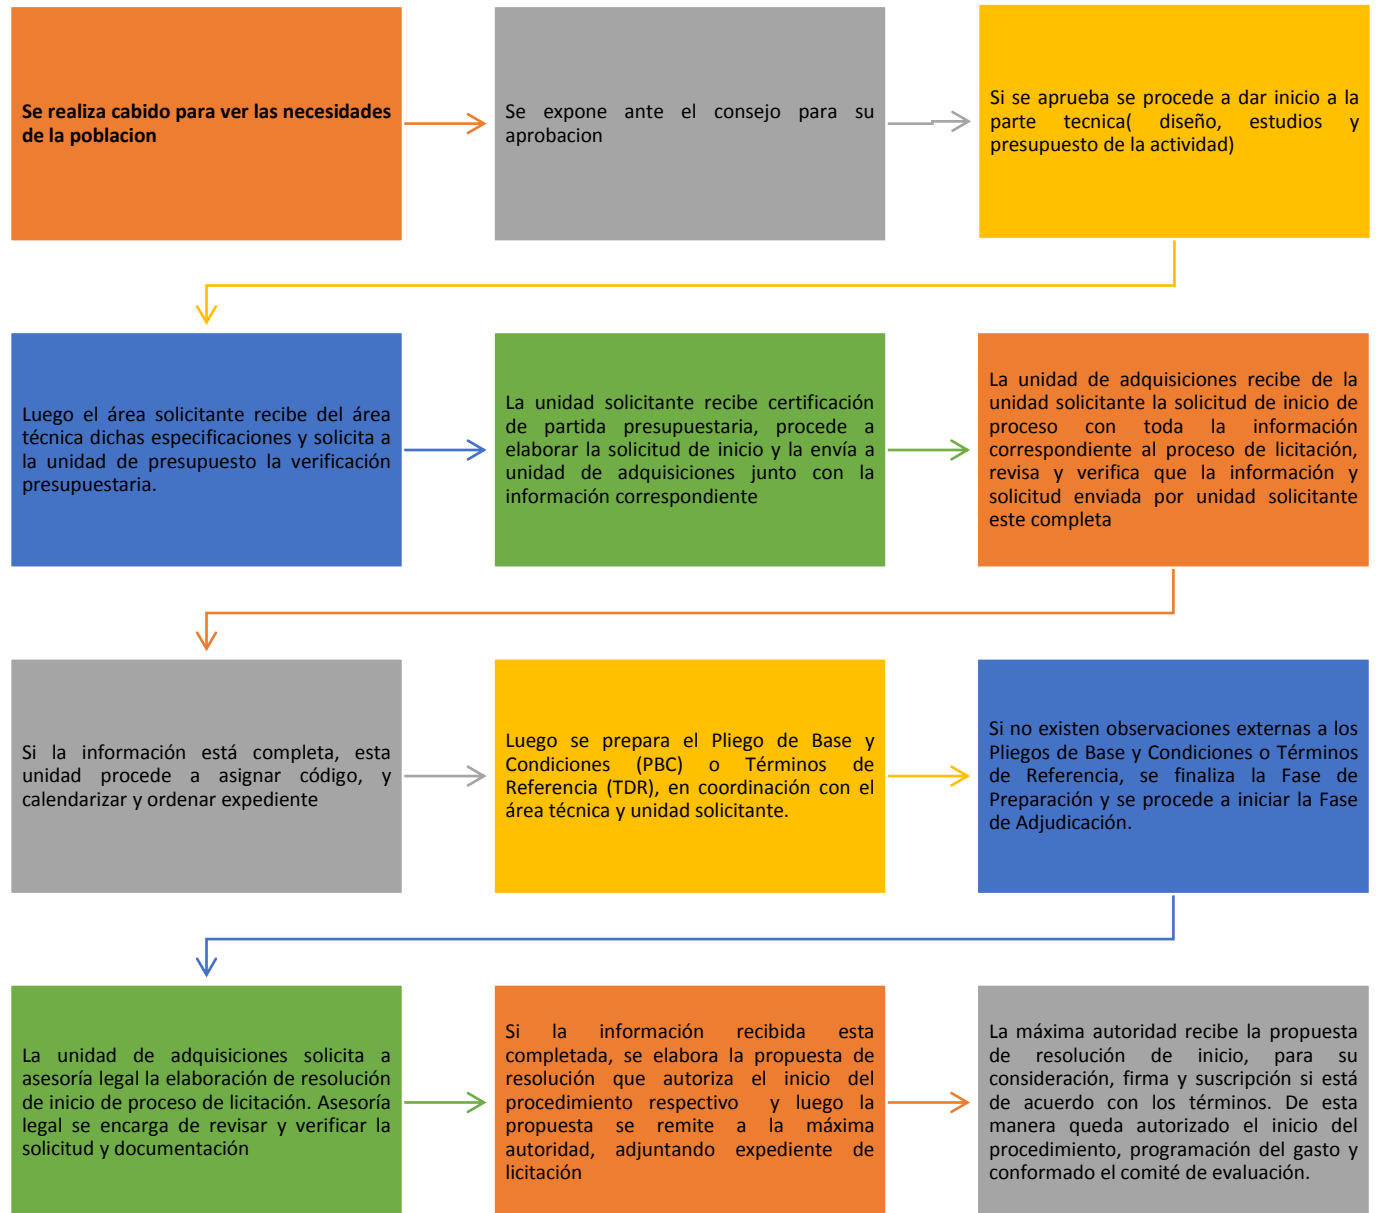 Se realiza cabido para ver las necesidades
de la poblacion
Se expone ante el consejo para su
aprobacion
Si se aprueba se procede a dar inicio a la
parte tecnica( diseño, estudios y
presupuesto de la actividad)
Luego el área solicitante recibe del área
técnica dichas especificaciones y solicita a
la unidad de presupuesto la verificación
presupuestaria.
La unidad solicitante recibe certificación
de partida presupuestaria, procede a
elaborar la solicitud de inicio y la envía a
unidad de adquisiciones junto con la
información correspondiente
La unidad de adquisiciones recibe de la
unidad solicitante la solicitud de inicio de
proceso con toda la información
correspondiente al proceso de licitación,
revisa y verifica que la información y
solicitud enviada por unidad solicitante
este completa
Si la información está completa, esta
unidad procede a asignar código, y
calendarizar y ordenar expediente
Luego se prepara el Pliego de Base y
Condiciones (PBC) o Términos de
Referencia (TDR), en coordinación con el
área técnica y unidad solicitante.
Si no existen observaciones externas a los
Pliegos de Base y Condiciones o Términos
de Referencia, se finaliza la Fase de
Preparación y se procede a iniciar la Fase
de Adjudicación.
La unidad de adquisiciones solicita a
asesoría legal la elaboración de resolución
de inicio de proceso de licitación. Asesoría
legal se encarga de revisar y verificar la
solicitud y documentación
Si la información recibida esta
completada, se elabora la propuesta de
resolución que autoriza el inicio del
procedimiento respectivo y luego la
propuesta se remite a la máxima
autoridad, adjuntando expediente de
licitación
La máxima autoridad recibe la propuesta
de resolución de inicio, para su
consideración, firma y suscripción si está
de acuerdo con los términos. De esta
manera queda autorizado el inicio del
procedimiento, programación del gasto y
conformado el comité de evaluación.